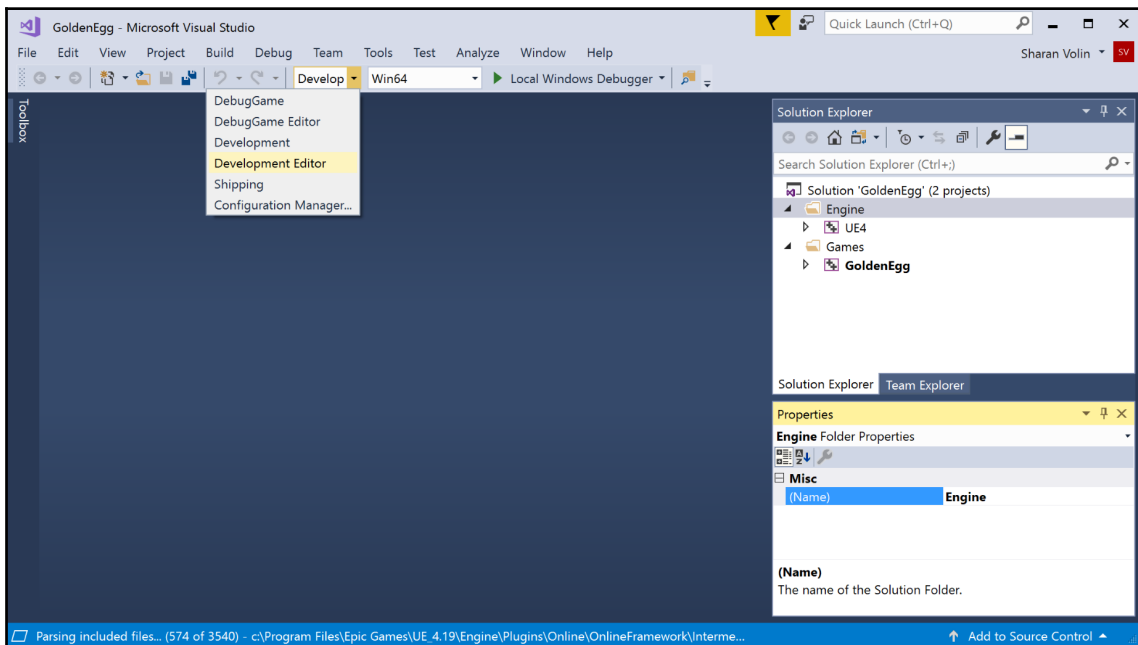 GoldenEgg - Microsoft Visual Studio
Quick Launch (Ctrl+Q)
File Edit View Project Build Debug Team Tools Test Analyze Window Help
Sharan Volin SV
Develop Win64 Local Windows Debugger
Toolbox
DebugGame
DebugGame Editor
Development
Development Editor
Shipping
Configuration Manager...
Solution Explorer
Search Solution Explorer (Ctrl+;)
Solution 'GoldenEgg' (2 projects)
Engine
UE4
Games
GoldenEgg
Solution Explorer Team Explorer
Properties
Engine Folder Properties
Misc
(Name) Engine
(Name)
The name of the Solution Folder.
Parsing included files... (574 of 3540) - c:\Program Files\Epic Games\UE_4.19\Engine\Plugins\Online\OnlineFramework\Interme...
Add to Source Control